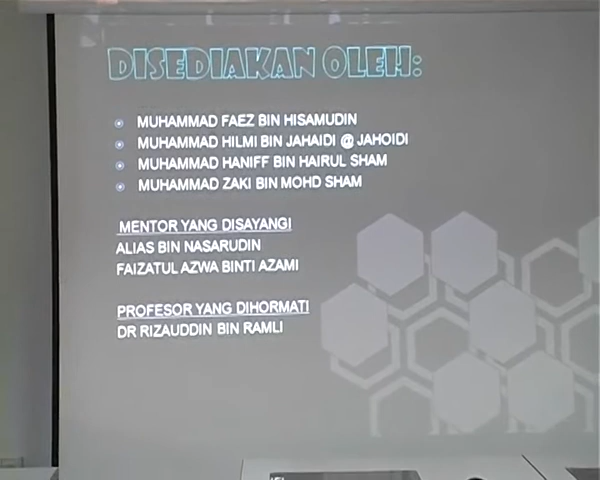 DISEDIAKAN OLEH:
MUHAMMAD FAEZ BIN HISAMUDIN
MUHAMMAD HILMI BIN JAHAIDI @ JAHOIDI
MUHAMMAD HANIFF BIN HAIRUL SHAM
MUHAMMAD ZAKI BIN MOHD SHAM
MENTOR YANG DISAYANGI
ALIAS BIN NASARUDIN
FAIZATUL AZWA BINTI AZAMI
PROFESOR YANG DIHORMATI
DR RIZAUDDIN BIN RAMLI